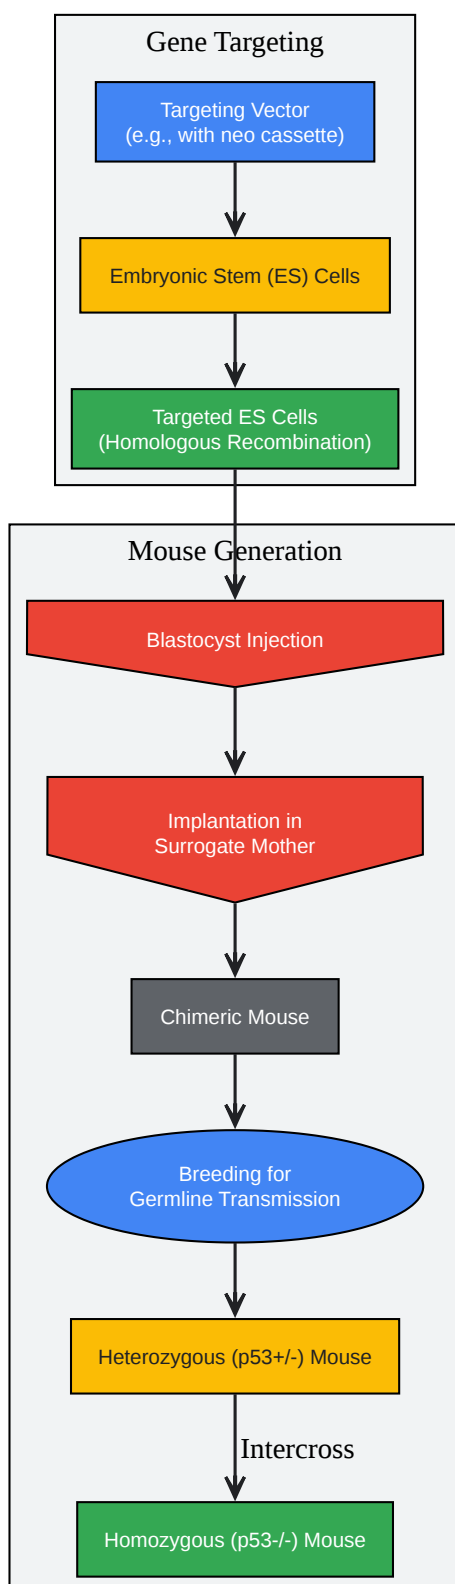 Gene Targeting
Targeting Vector
(e.g., with neo cassette)
Embryonic Stem (ES) Cells
Targeted ES Cells
(Homologous Recombination)
Mouse Generation
Blastocyst Injection
Implantation in
Surrogate Mother
Chimeric Mouse
Breeding for
Germline Transmission
Heterozygous (p53+/-) Mouse
Intercross
Homozygous (p53-/-) Mouse